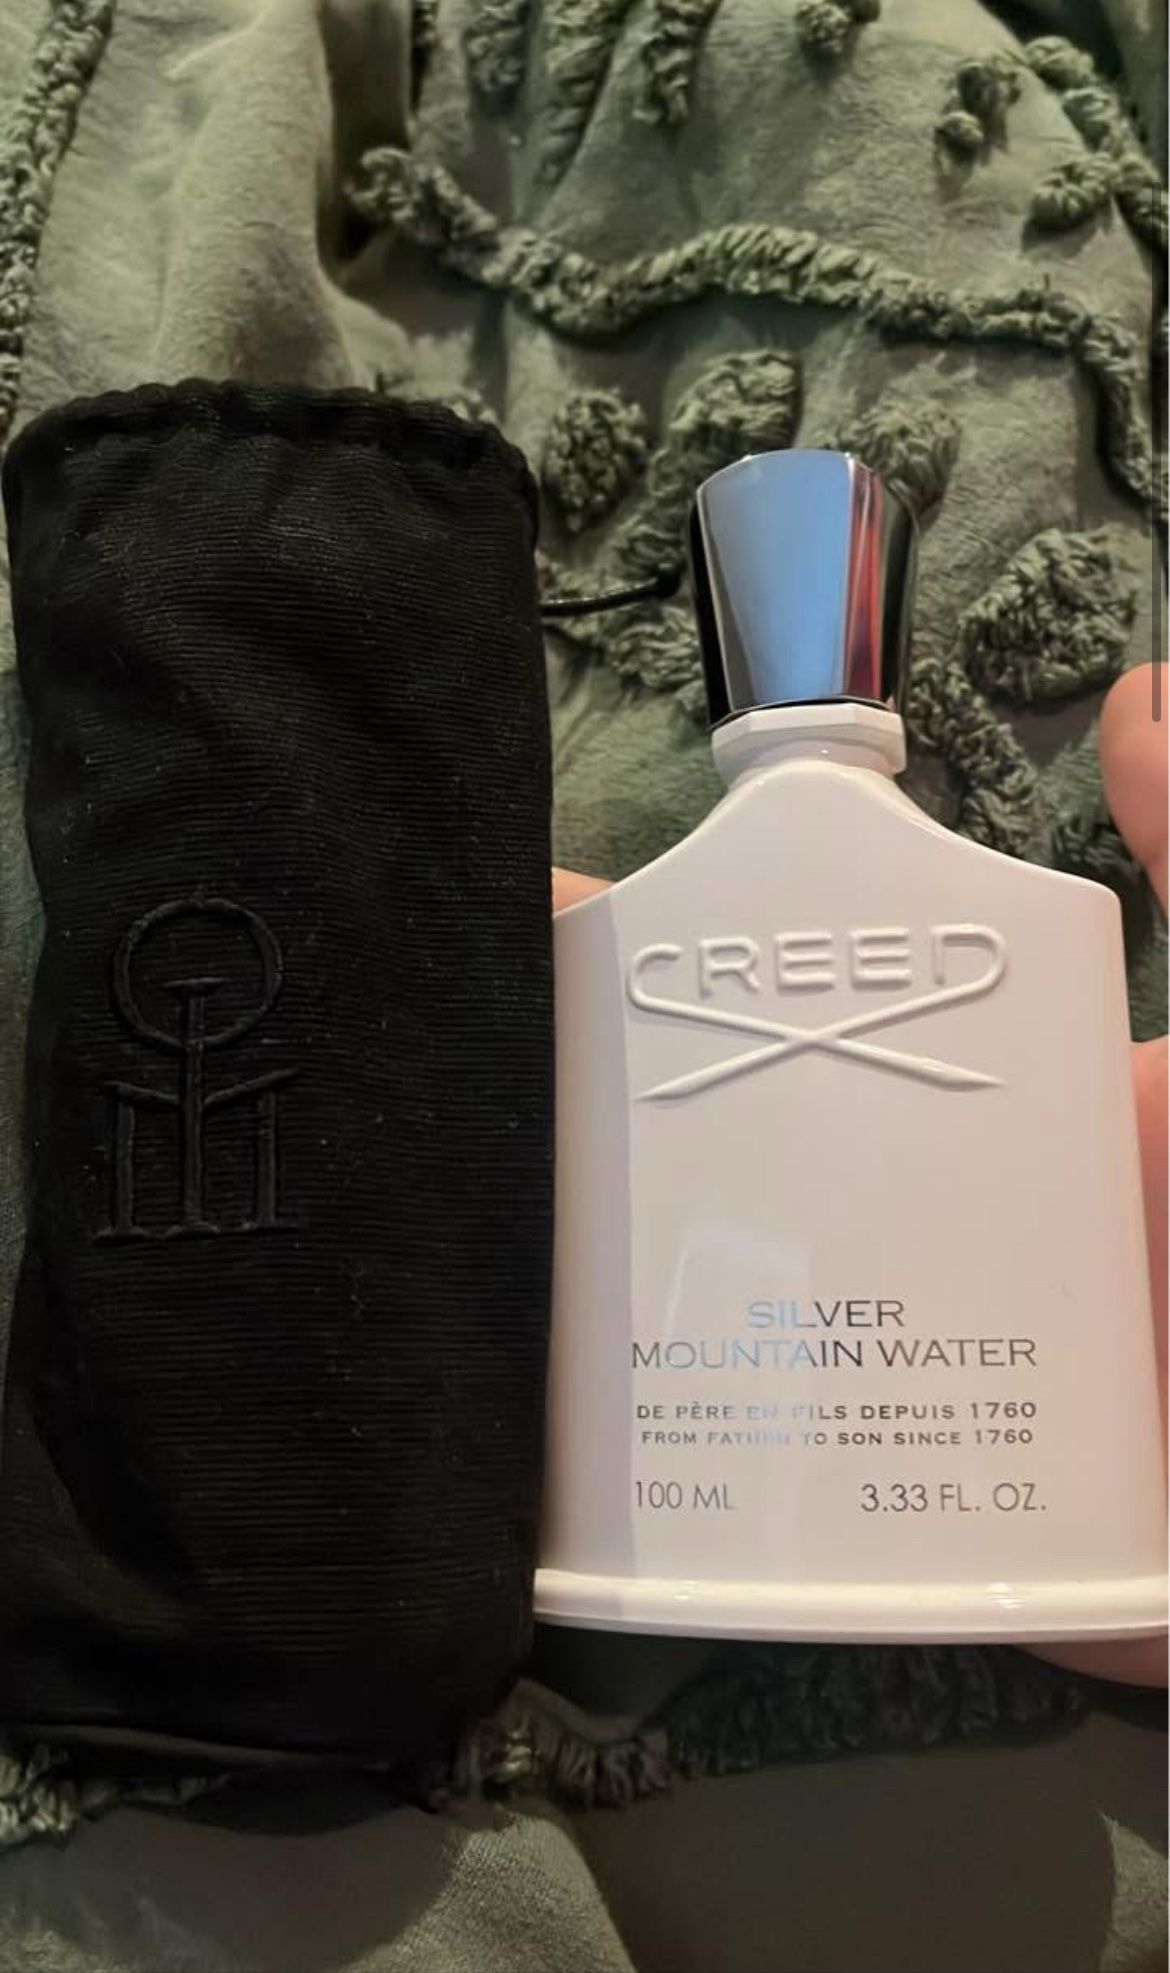 CREED
SILVER
MOUNTAIN WATER
DE PÈRE EN FILS DEPUIS 1760
FROM FATHER TO SON SINCE 1760
100 ML 3.33 FL. OZ.